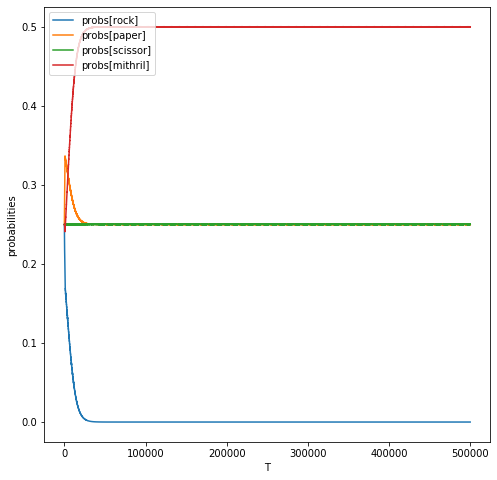 probs[rock]
probs[paper]
probs[scissor]
probs[mithril]
probabilities
0.5
0.4
0.3
0.2
0.1
0.0
0 100000 200000 300000 400000 500000
T